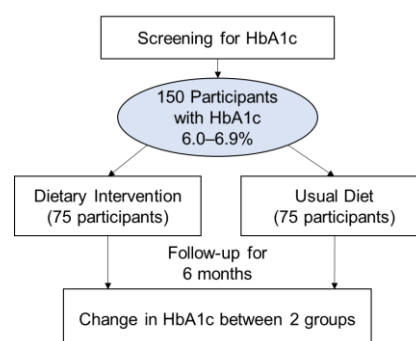 Screening for HbA1c
150 Participants
with HbA1c
6.0–6.9%
Dietary Intervention
(75 participants)
Usual Diet
(75 participants)
Follow-up for
6 months
Change in HbA1c between 2 groups